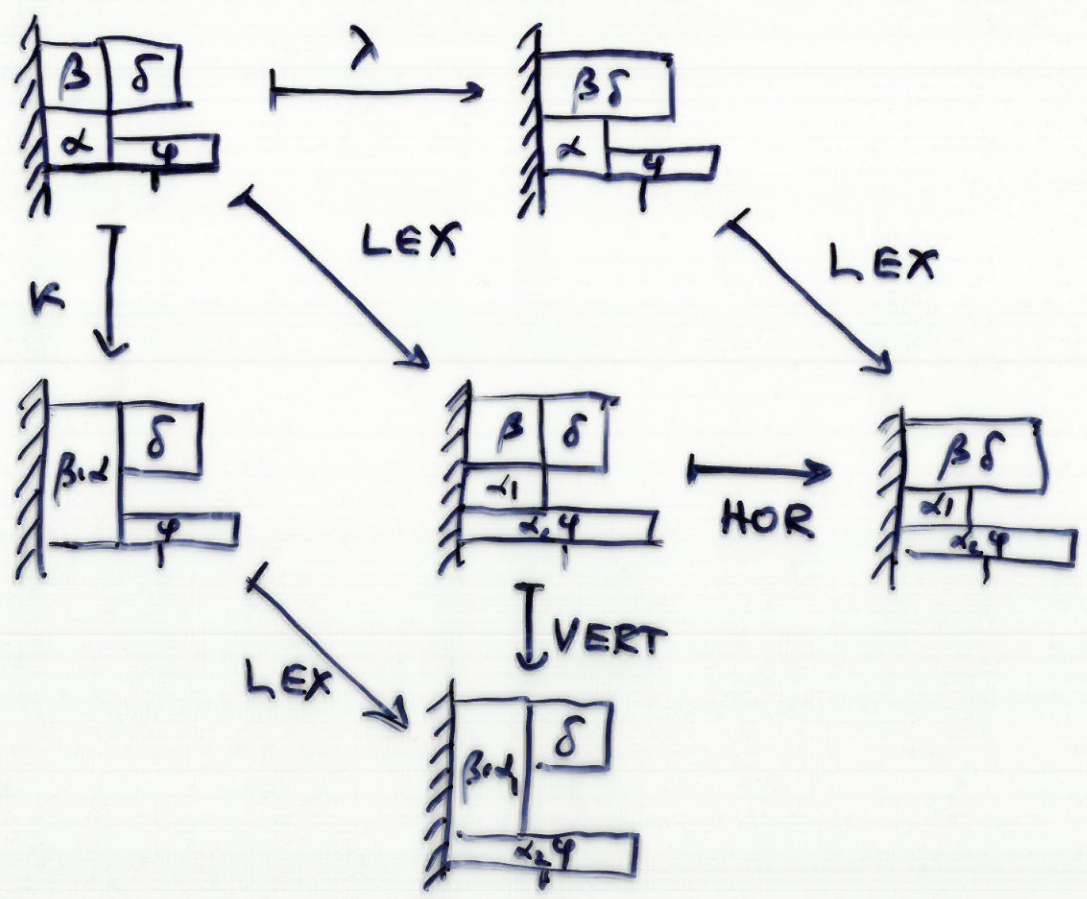 λ
β δ
α φ
βδ
α φ
LEX
LEX
K
δ
β·α
φ
β δ
α1
α₂φ
HOR
βδ
α1
α₂φ
VERT
LEX
δ
β·α₁
α₂φ